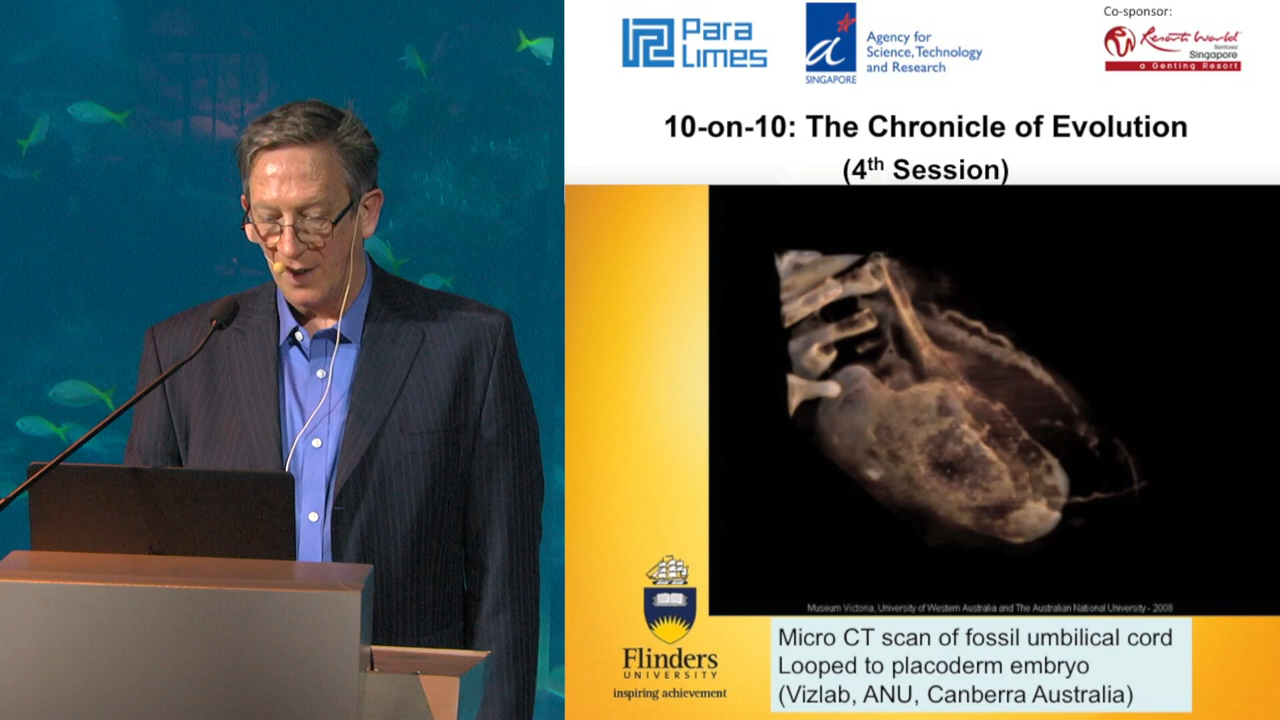 Para
Limes
SINGAPORE
Agency for
Science, Technology
and Research
Co-sponsor:
Resorts World
Sentosa
Singapore
a Genting Resort
10-on-10: The Chronicle of Evolution
(4th Session)
Museum Victoria, University of Western Australia and The Australian National University - 2008
Flinders
UNIVERSITY
inspiring achievement
Micro CT scan of fossil umbilical cord
Looped to placoderm embryo
(Vizlab, ANU, Canberra Australia)